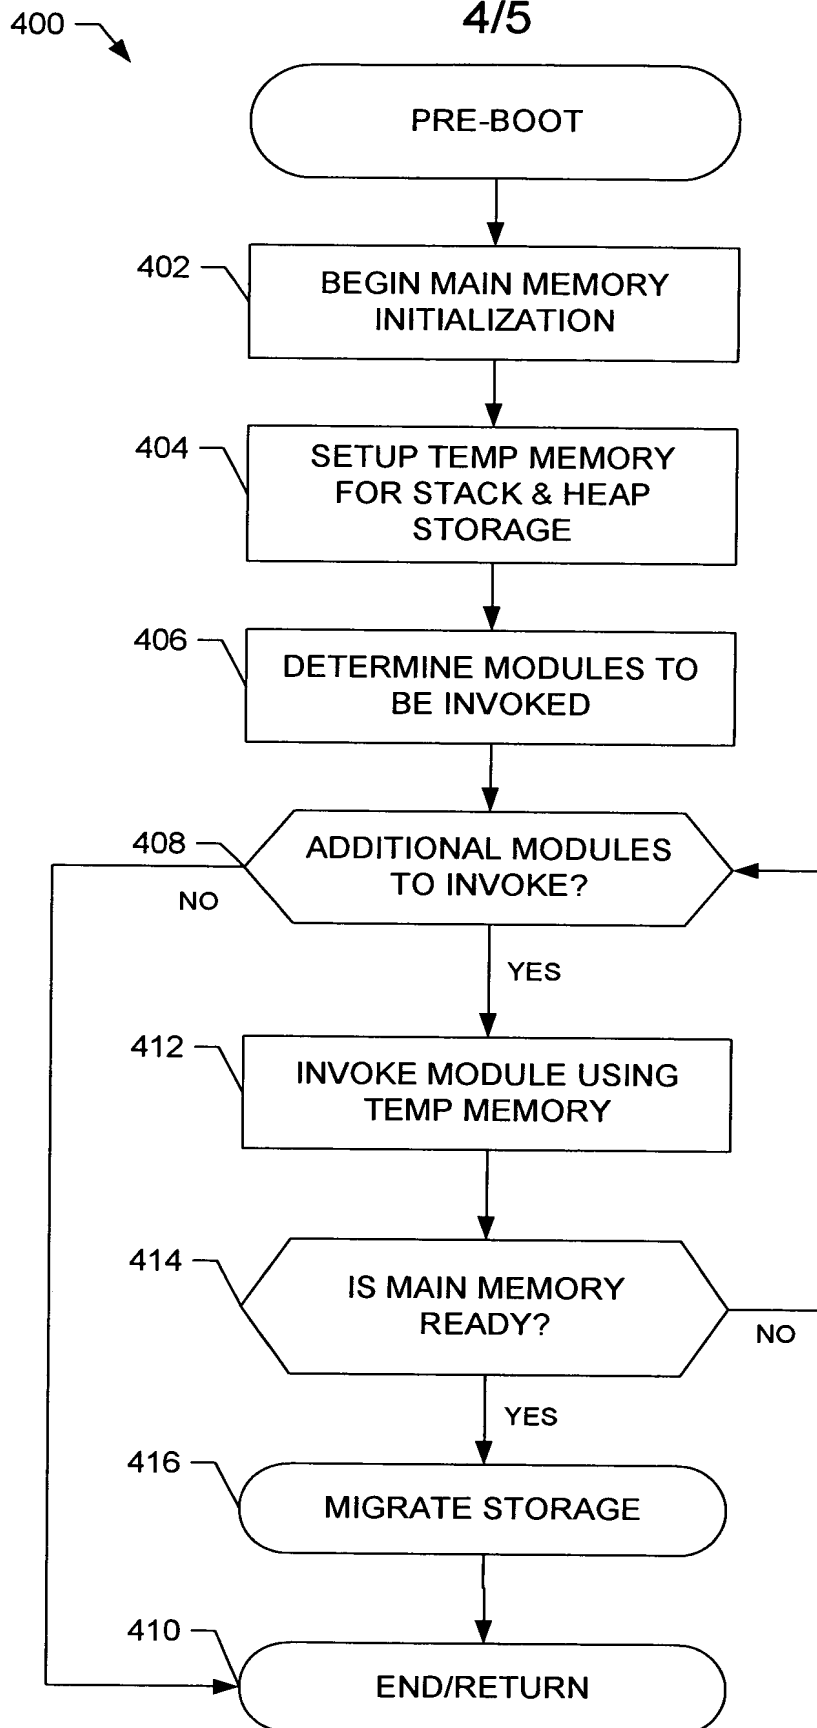 4/5
400
PRE-BOOT
402
BEGIN MAIN MEMORY
INITIALIZATION
404
SETUP TEMP MEMORY
FOR STACK & HEAP
STORAGE
406
DETERMINE MODULES TO
BE INVOKED
408
ADDITIONAL MODULES
TO INVOKE?
NO
YES
412
INVOKE MODULE USING
TEMP MEMORY
414
IS MAIN MEMORY
READY?
NO
YES
416
MIGRATE STORAGE
410
END/RETURN